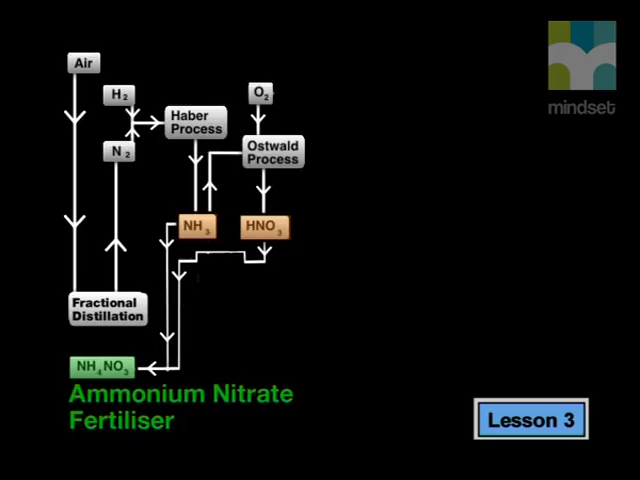 Air
H₂
O₂
mindset
Haber
Process
N₂
Ostwald
Process
NH₃
HNO₃
Fractional
Distillation
NH₄NO₃
Ammonium Nitrate
Fertiliser
Lesson 3